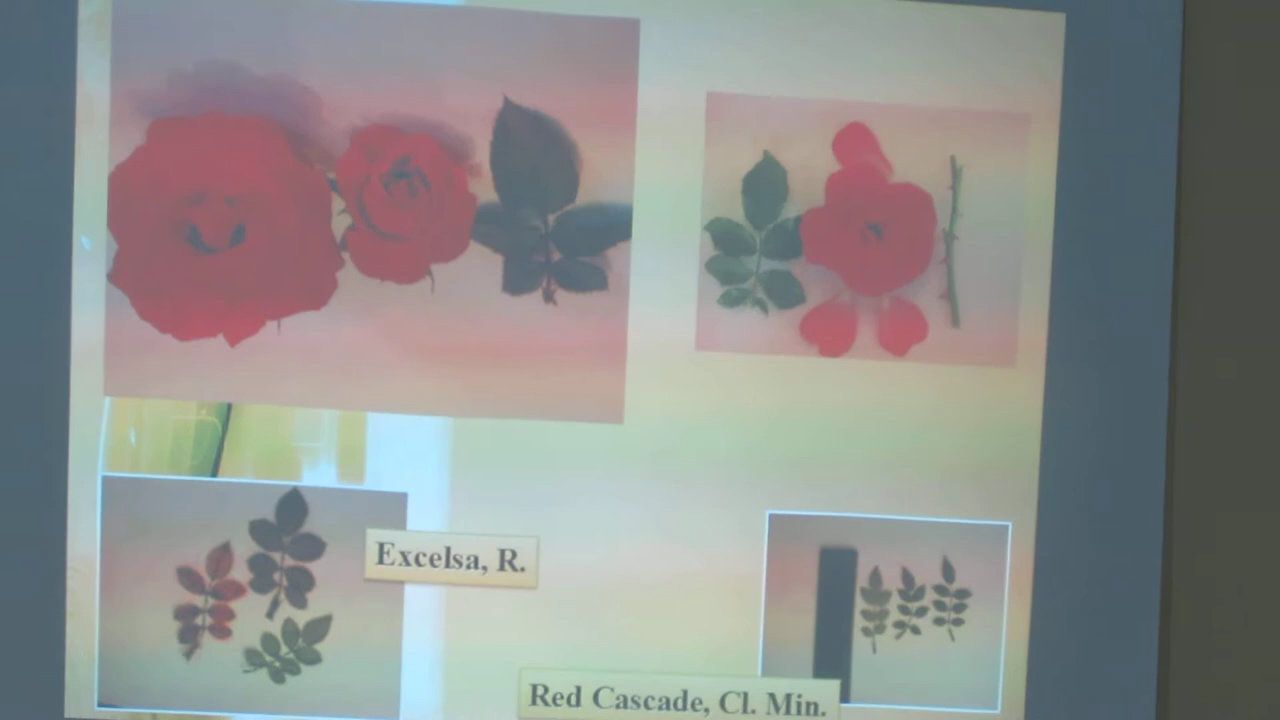 Excelsa, R.
Red Cascade, Cl. Min.